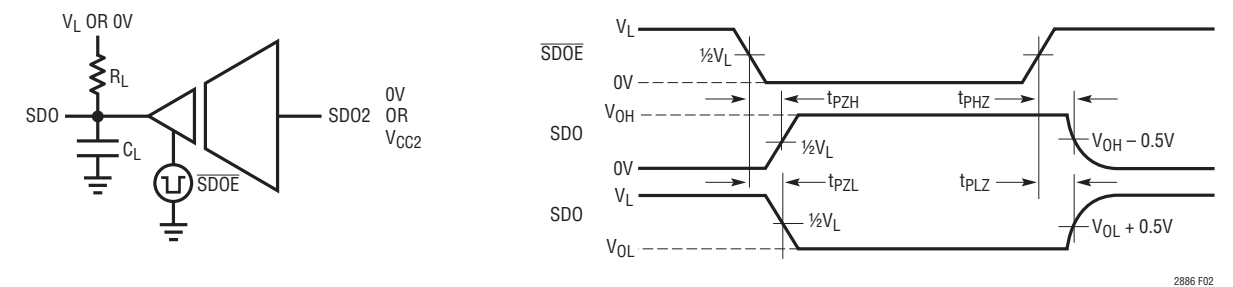 V_L OR 0V
R_L
SDO
C_L
SDOE
SDO2
0V
OR
V_CC2
V_L
SDOE
½V_L
0V
t_PZH
t_PHZ
V_OH
SDO
½V_L
V_OH – 0.5V
0V
t_PZL
t_PLZ
V_L
SDO
½V_L
V_OL + 0.5V
V_OL
2886 F02